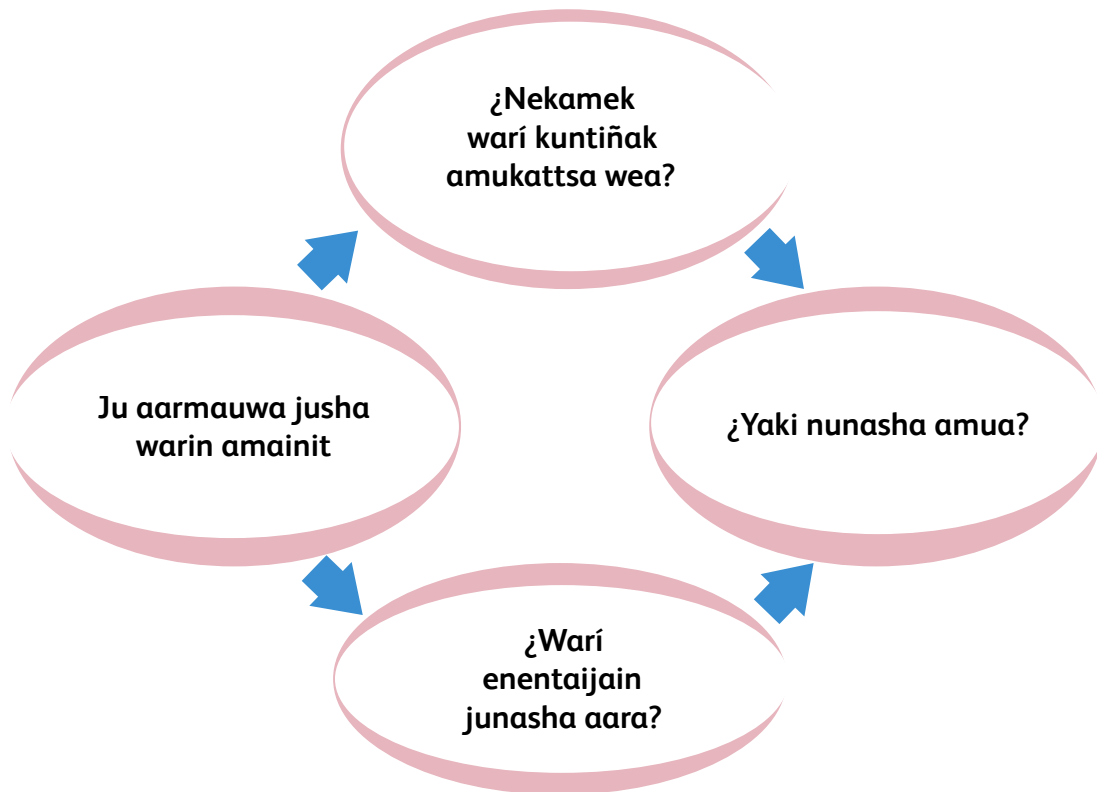 ¿Nekamek
warí kuntiñak
amukattsa wea?
Ju aarmauwa jusha
warin amainit
¿Yaki nunasha amua?
¿Warí
enentaijain
junasha aara?